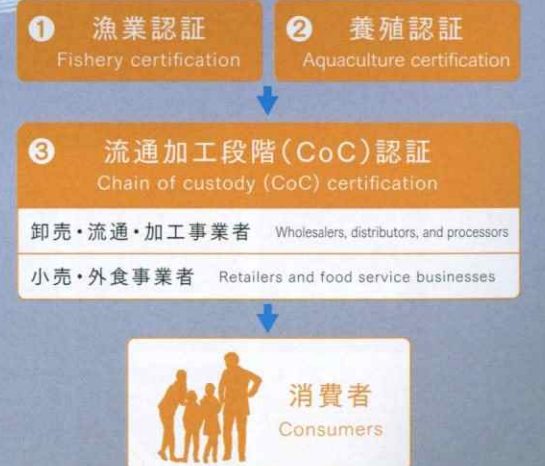 ❶ 漁業認証
Fishery certification
❷ 養殖認証
Aquaculture certification
❸ 流通加工段階(CoC)認証
Chain of custody (CoC) certification
卸売・流通・加工事業者 Wholesalers, distributors, and processors
小売・外食事業者 Retailers and food service businesses
消費者
Consumers